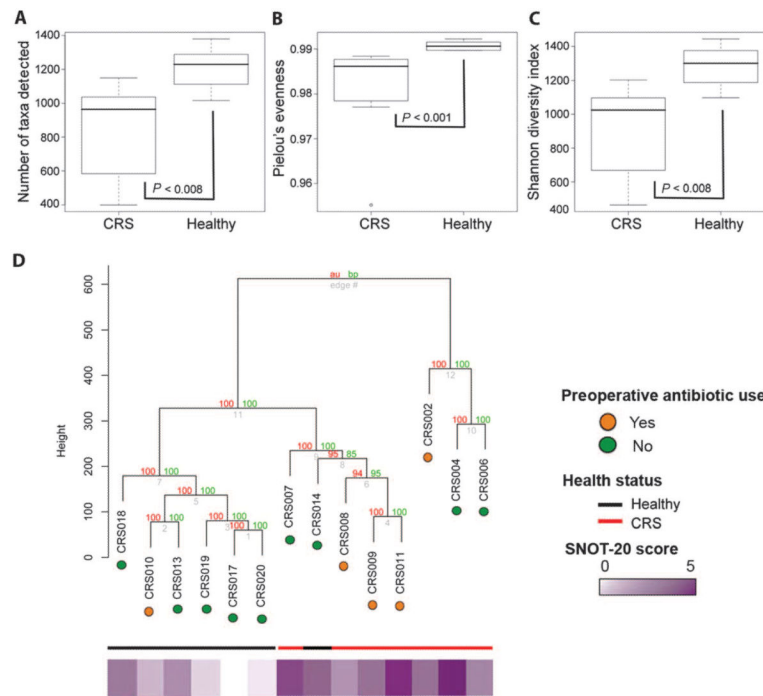 A
Number of taxa detected
1400
1200
1000
800
600
400
P < 0.008
CRS
Healthy
B
Pielou's evenness
0.99
0.98
0.97
0.96
P < 0.001
CRS
Healthy
C
Shannon diversity index
1400
1200
1000
800
600
400
P < 0.008
CRS
Healthy
D
Height
600
500
400
300
200
100
0
au bp
edge #
100 100
12
100 100
10
100 100
11
100 100
9
95 85
8
94 95
6
100 100
4
100 100
7
100 100
5
100 100
2
100 100
3
100 100
1
CRS018
CRS010
CRS013
CRS019
CRS017
CRS020
CRS007
CRS014
CRS008
CRS009
CRS011
CRS002
CRS004
CRS006
Preoperative antibiotic use
Yes
No
Health status
Healthy
CRS
SNOT-20 score
0 5